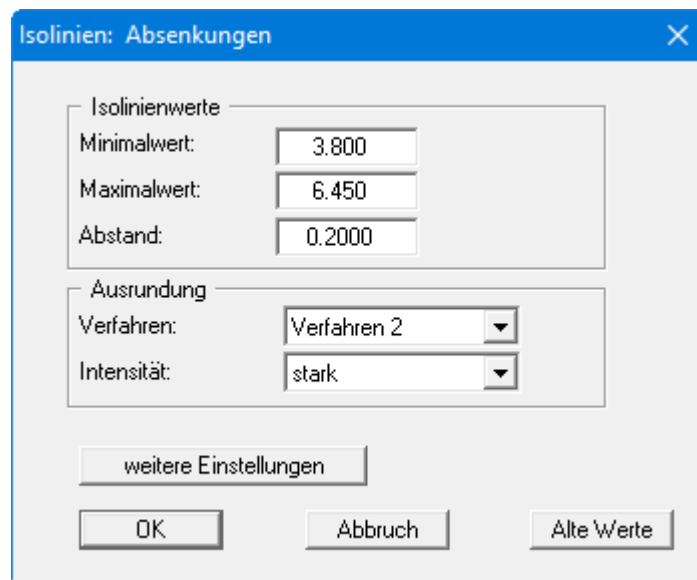 Isolinien: Absenkungen
Isolinienwerte
Minimalwert: 3.800
Maximalwert: 6.450
Abstand: 0.2000
Ausrundung
Verfahren: Verfahren 2
Intensität: stark
weitere Einstellungen
OK Abbruch Alte Werte